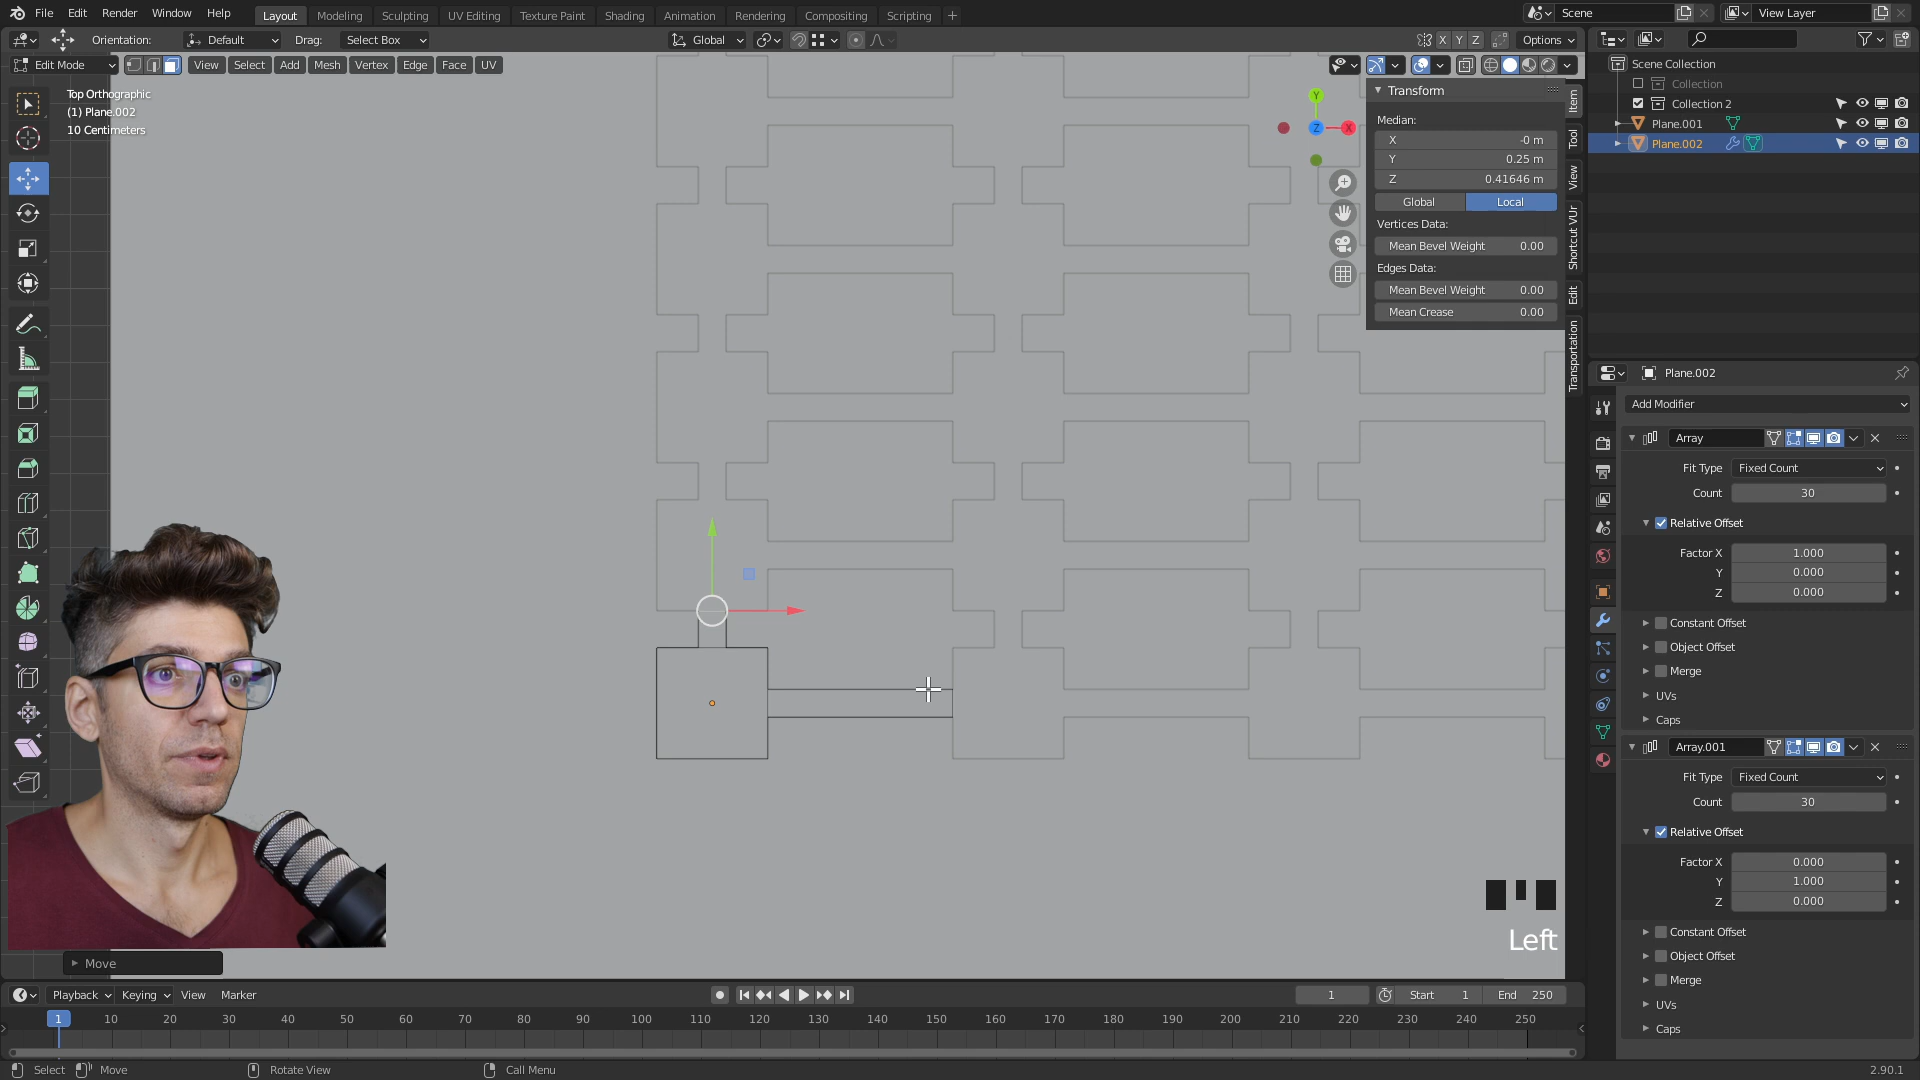 File Edit Render Window Help Layout Modeling Sculpting UV Editing Texture Paint Shading Animation Rendering Compositing Scripting + Scene View Layer
Orientation: Default Drag: Select Box Global X Y Z Options
Edit Mode View Select Add Mesh Vertex Edge Face UV
Top Orthographic
(1) Plane.002
10 Centimeters
Y
Z
X
Transform
Median:
X -0 m
Y 0.25 m
Z 0.41646 m
Global Local
Vertices Data:
Mean Bevel Weight 0.00
Edges Data:
Mean Bevel Weight 0.00
Mean Crease 0.00
Item
Tool
View
Shortcut VUr
Edit
Transportation
Scene Collection
Collection
Collection 2
Plane.001
Plane.002
Plane.002
Add Modifier
Array
Fit Type Fixed Count
Count 30
Relative Offset
Factor X 1.000
Y 0.000
Z 0.000
Constant Offset
Object Offset
Merge
UVs
Caps
Array.001
Fit Type Fixed Count
Count 30
Relative Offset
Factor X 0.000
Y 1.000
Z 0.000
Constant Offset
Object Offset
Merge
UVs
Caps
Left
Move
Playback Keying View Marker 1 Start 1 End 250
1 10 20 30 40 50 60 70 80 90 100 110 120 130 140 150 160 170 180 190 200 210 220 230 240 250
Select Move Rotate View Call Menu 2.90.1